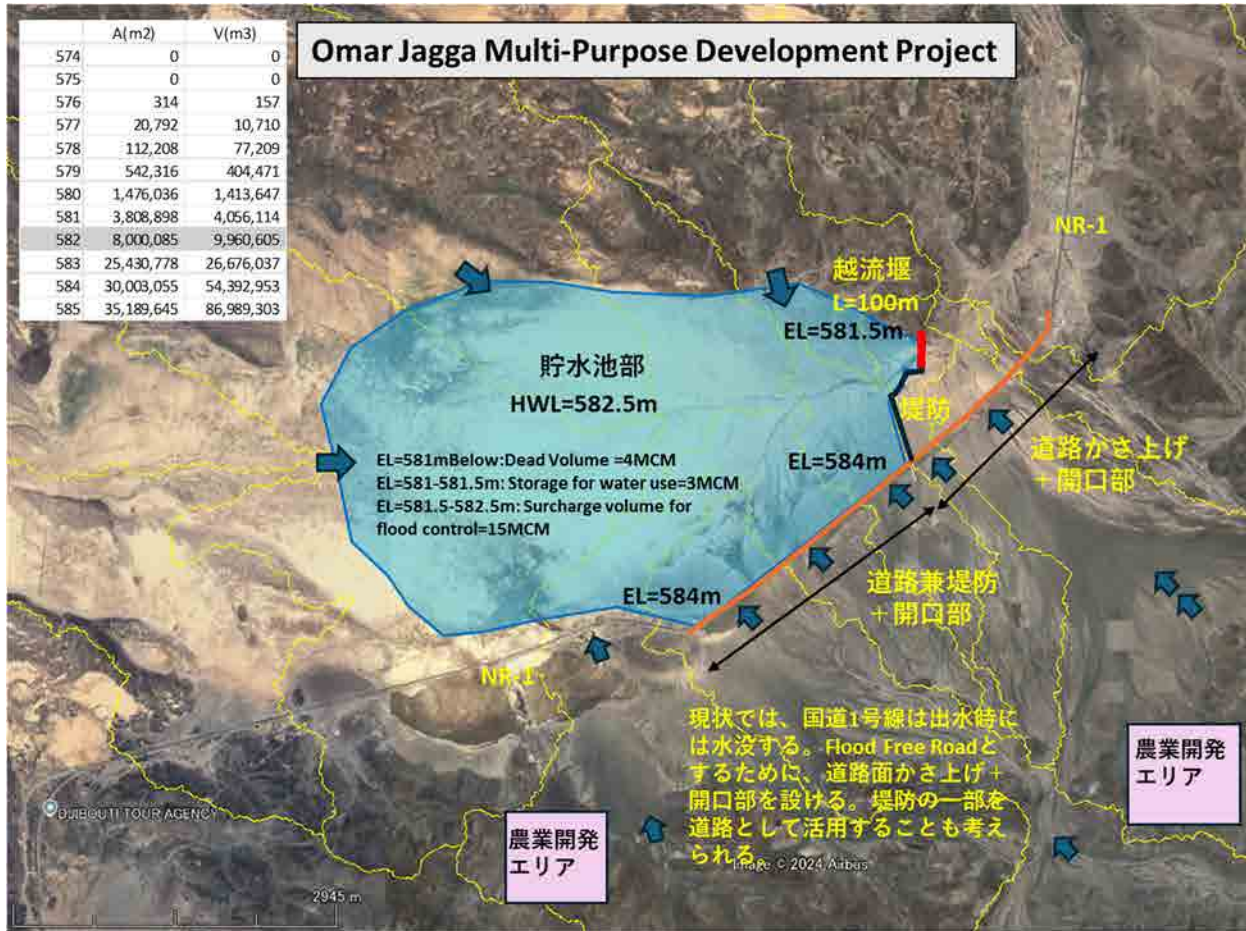 A(m2) V(m3)
574 0 0
575 0 0
576 314 157
577 20,792 10,710
578 112,208 77,209
579 542,316 404,471
580 1,476,036 1,413,647
581 3,808,898 4,056,114
582 8,000,085 9,960,605
583 25,430,778 26,676,037
584 30,003,055 54,392,953
585 35,189,645 86,989,303
Omar Jagga Multi-Purpose Development Project
NR-1
越流堰
L=100m
EL=581.5m
貯水池部
HWL=582.5m
堤防
EL=581mBelow:Dead Volume =4MCM
EL=581-581.5m: Storage for water use=3MCM
EL=581.5-582.5m: Surcharge volume for
flood control=15MCM
EL=584m
道路かさ上げ
+開口部
道路兼堤防
+開口部
EL=584m
NR-1
現状では、国道1号線は出水時に
は水没する。Flood Free Roadと
するために、道路面かさ上げ+
開口部を設ける。堤防の一部を
道路として活用することも考え
られる。
農業開発
エリア
農業開発
エリア
DJIBOUTI TOUR AGENCY
Image © 2024 Airbus
2945 m